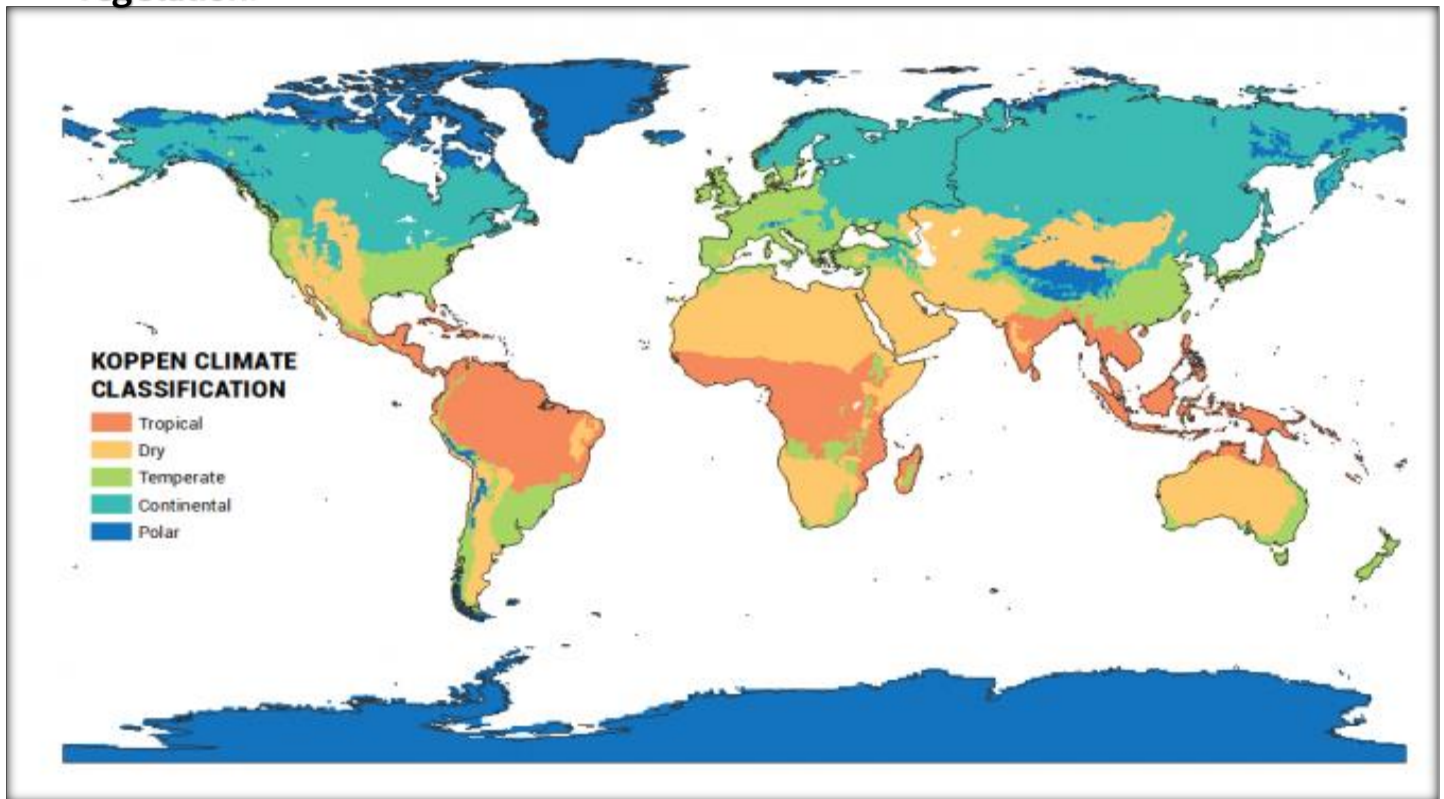 KOPPEN CLIMATE
CLASSIFICATION
Tropical
Dry
Temperate
Continental
Polar